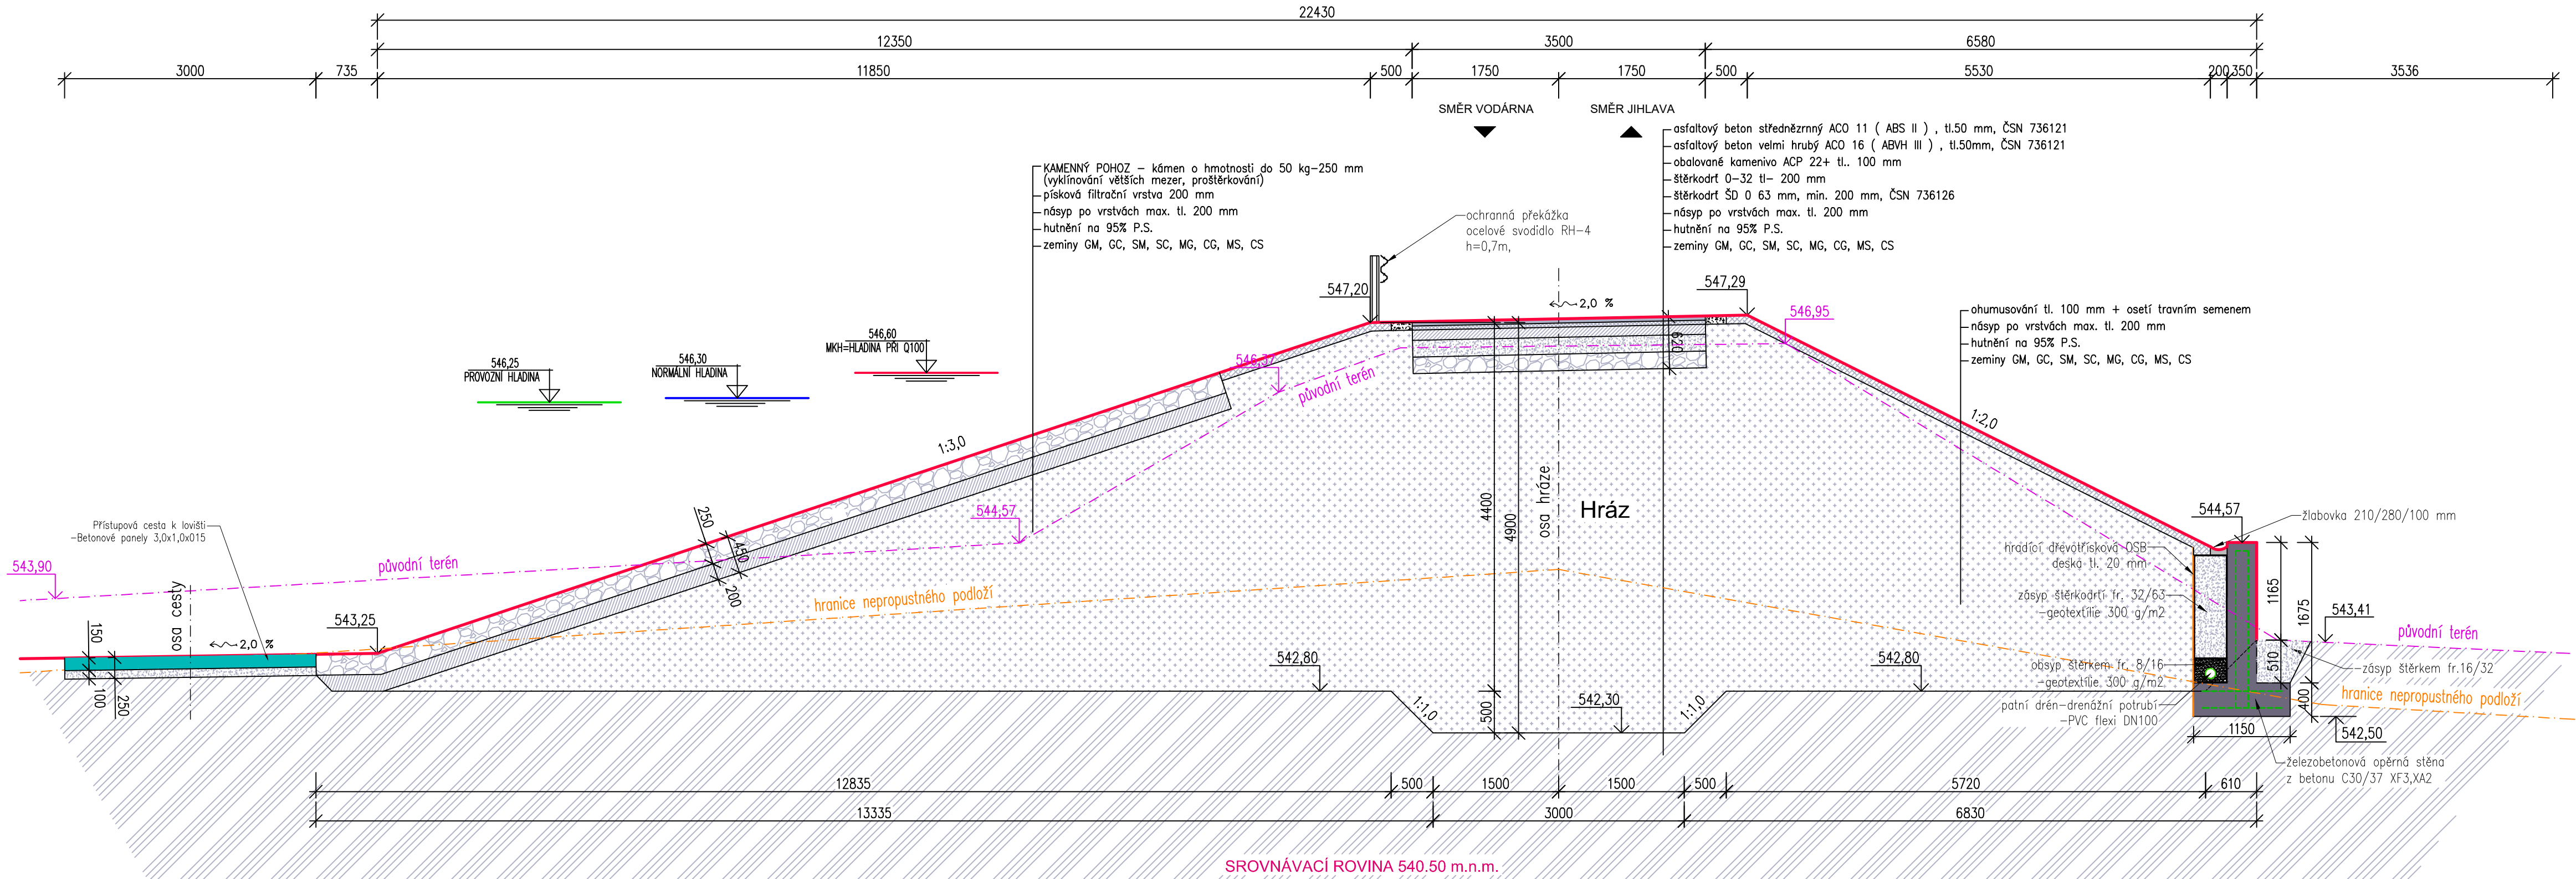 22430
12350
3500
6580
3000
735
11850
500
1750
1750
500
5530
200
350
3536
SMĚR VODÁRNA
SMĚR JIHLAVA
KAMENNÝ POHOZ – kámen o hmotnosti do 50 kg–250 mm
(vyklínování větších mezer, proštěrkování)
písková filtrační vrstva 200 mm
násyp po vrstvách max. tl. 200 mm
hutnění na 95% P.S.
zeminy GM, GC, SM, SC, MG, CG, MS, CS
asfaltový beton střednězrnný ACO 11 ( ABS II ) , tl.50 mm, ČSN 736121
asfaltový beton velmi hrubý ACO 16 ( ABVH III ) , tl.50mm, ČSN 736121
obalované kamenivo ACP 22+ tl.. 100 mm
štěrkodrť 0–32 tl– 200 mm
štěrkodrť ŠD 0 63 mm, min. 200 mm, ČSN 736126
násyp po vrstvách max. tl. 200 mm
hutnění na 95% P.S.
zeminy GM, GC, SM, SC, MG, CG, MS, CS
ochranná překážka
ocelové svodidlo RH–4
h=0,7m,
547,20
2,0 %
547,29
546,95
ohumusování tl. 100 mm + osetí travním semenem
násyp po vrstvách max. tl. 200 mm
hutnění na 95% P.S.
zeminy GM, GC, SM, SC, MG, CG, MS, CS
546,25
PROVOZNÍ HLADINA
546,30
NORMÁLNÍ HLADINA
546,60
MKH=HLADINA PŘI Q100
546,37
620
původní terén
1:3,0
1:2,0
osa hráze
Hráz
4400
4900
544,57
250
450
200
544,57
žlabovka 210/280/100 mm
Přístupová cesta k lovišti
–Betonové panely 3,0x1,0x015
543,90
původní terén
osa cesty
hradící dřevotřísková OSB
deska tl. 20 mm
zásyp štěrkodrtí fr. 32/63
–geotextílie 300 g/m2
1165
1675
543,41
původní terén
hranice nepropustného podloží
543,25
150
2,0 %
100
250
542,80
542,80
obsyp štěrkem fr. 8/16
–geotextílie 300 g/m2
510
zásyp štěrkem fr.16/32
400
hranice nepropustného podloží
patní drén–drenážní potrubí
–PVC flexi DN100
1:1,0
500
542,30
1:1,0
1150
542,50
železobetonová opěrná stěna
z betonu C30/37 XF3,XA2
12835
500
1500
1500
500
5720
610
13335
3000
6830
SROVNÁVACÍ ROVINA 540.50 m.n.m.